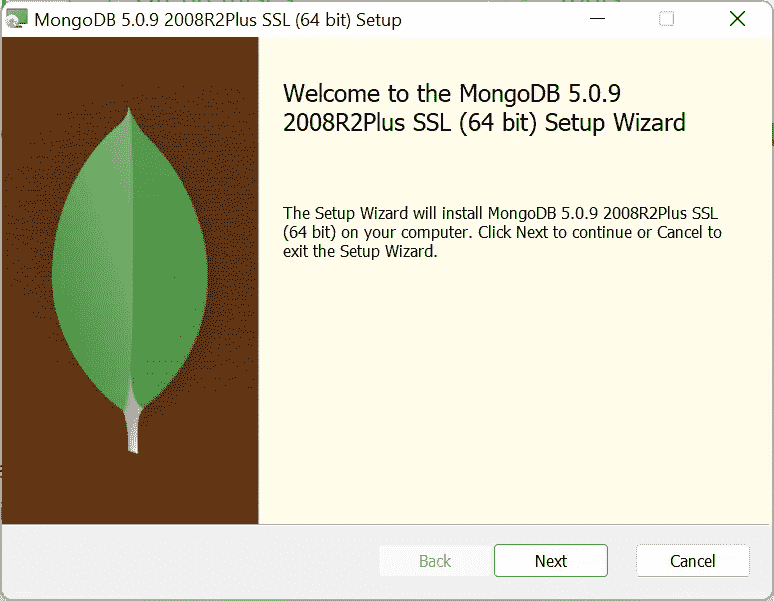 MongoDB 5.0.9 2008R2Plus SSL (64 bit) Setup
Welcome to the MongoDB 5.0.9
2008R2Plus SSL (64 bit) Setup Wizard
The Setup Wizard will install MongoDB 5.0.9 2008R2Plus SSL
(64 bit) on your computer. Click Next to continue or Cancel to
exit the Setup Wizard.
Back
Next
Cancel